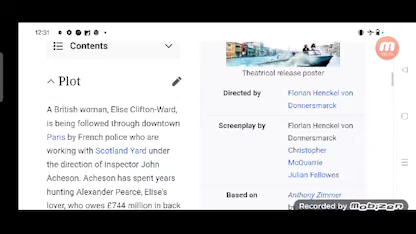 12:31
Contents
Plot
A British woman, Elise Clifton-Ward,
is being followed through downtown
Paris by French police who are
working with Scotland Yard under
the direction of Inspector John
Acheson. Acheson has spent years
hunting Alexander Pearce, Elise's
lover, who owes £744 million in back
Theatrical release poster
Directed by
Florian Henckel von
Donnersmarck
Screenplay by
Florian Henckel von
Donnersmarck
Christopher
McQuarrie
Julian Fellowes
Based on
Anthony Zimmer
Recorded by Mobizen